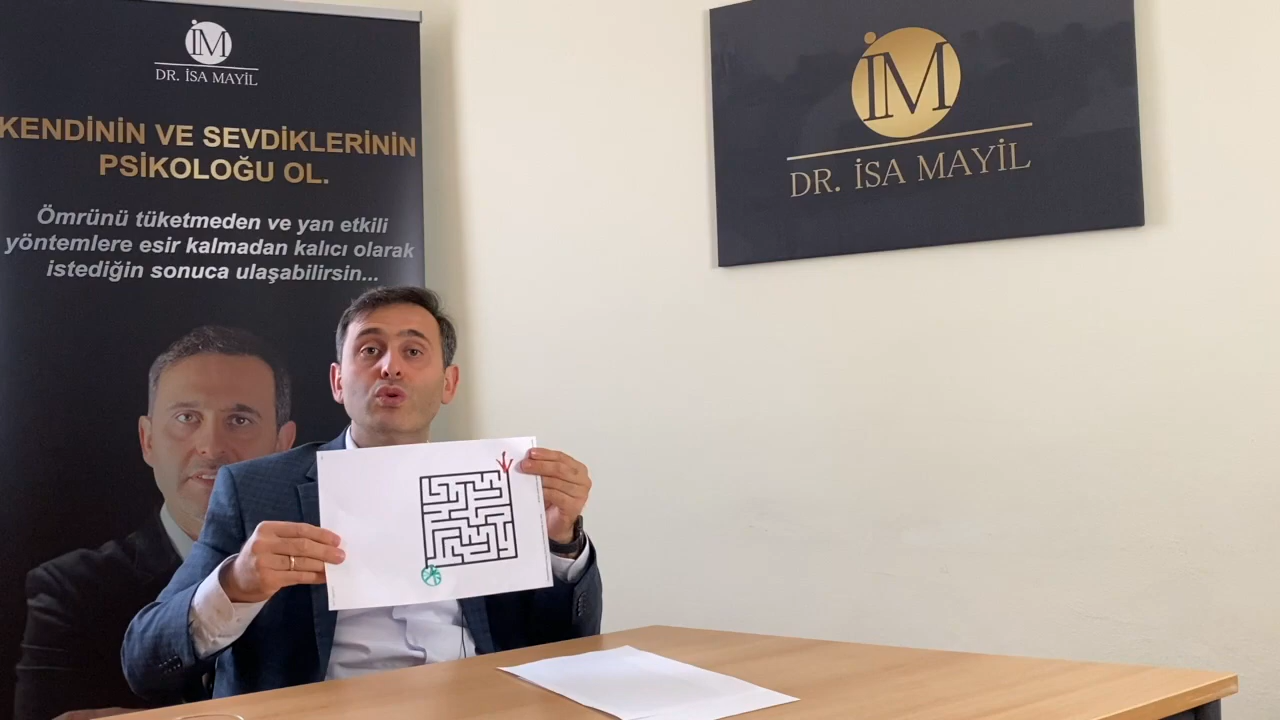 İM
DR. İSA MAYİL
KENDİNİN VE SEVDİKLERİNİN
PSİKOLOĞU OL.
Ömrünü tüketmeden ve yan etkili
yöntemlere esir kalmadan kalıcı olarak
istediğin sonuca ulaşabilirsin...
İM
DR. İSA MAYİL